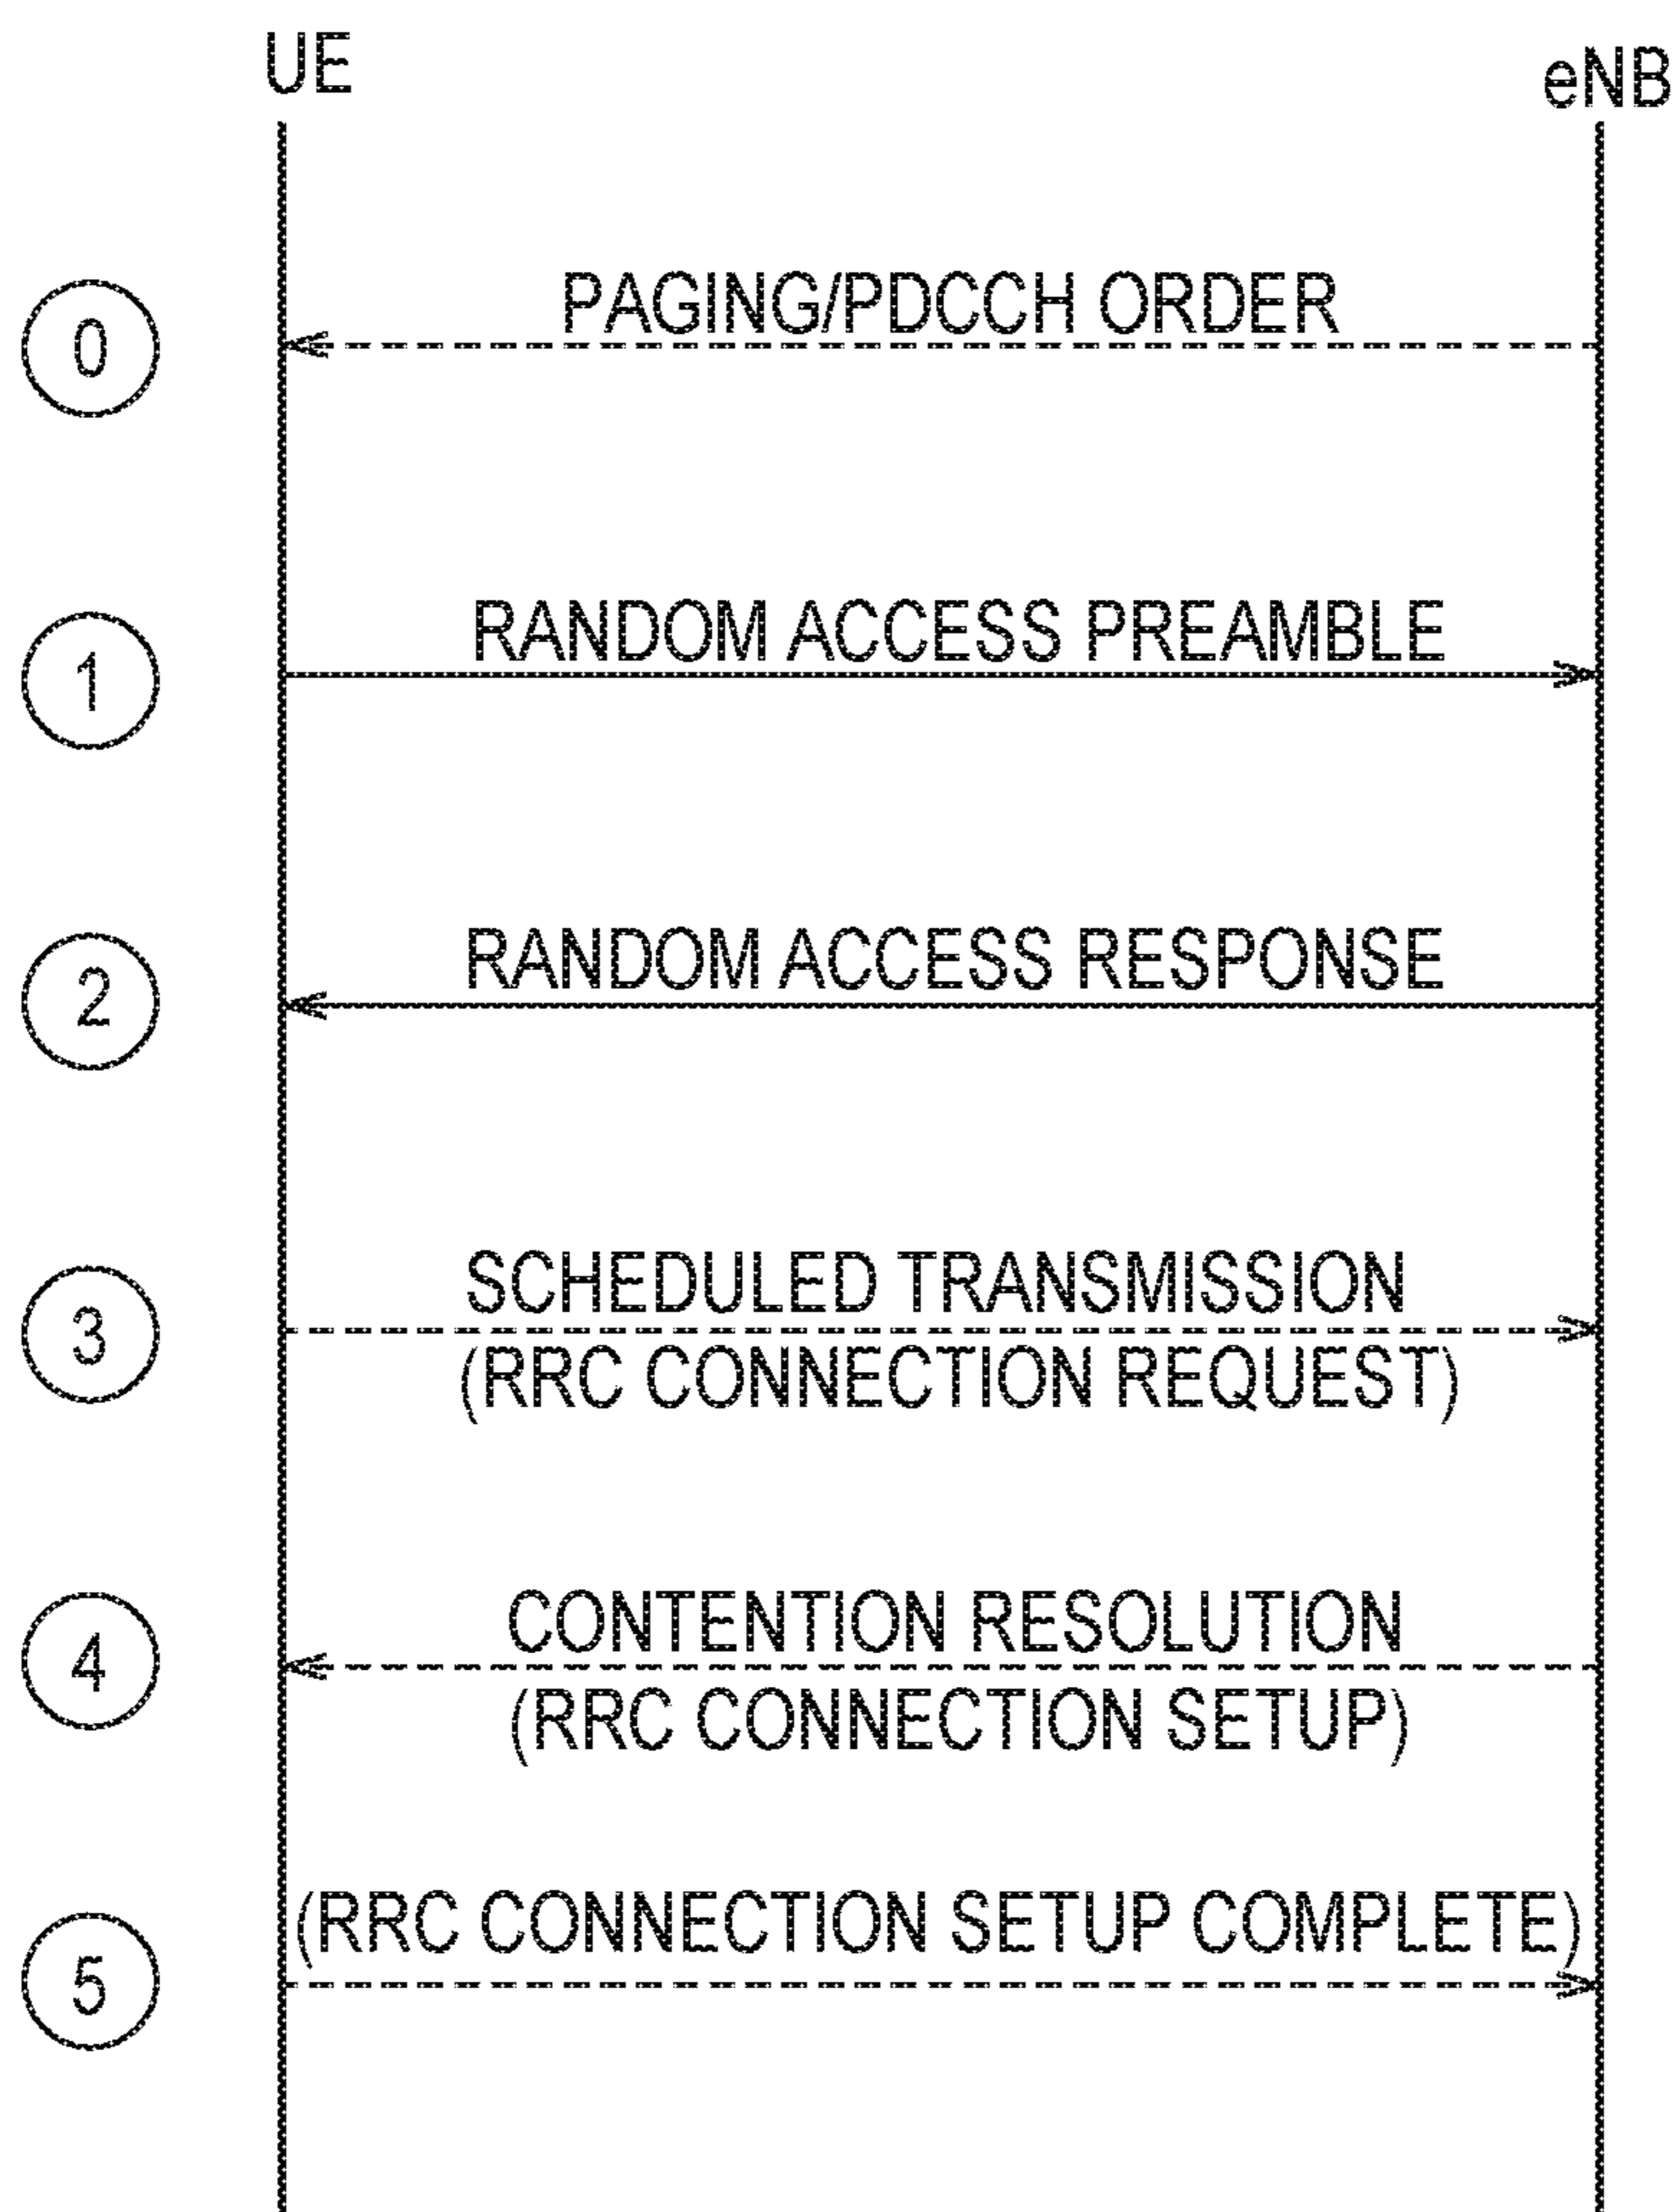 UE
eNB
0
PAGING/PDCCH ORDER
1
RANDOM ACCESS PREAMBLE
2
RANDOM ACCESS RESPONSE
3
SCHEDULED TRANSMISSION
(RRC CONNECTION REQUEST)
4
CONTENTION RESOLUTION
(RRC CONNECTION SETUP)
5
(RRC CONNECTION SETUP COMPLETE)